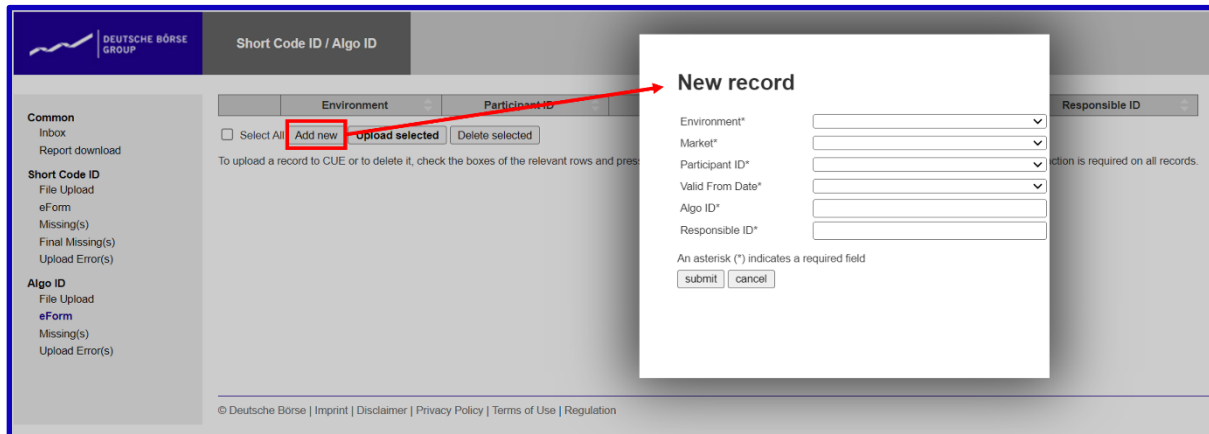 DEUTSCHE BÖRSE
GROUP
Short Code ID / Algo ID
Common
Inbox
Report download
Short Code ID
File Upload
eForm
Missing(s)
Final Missing(s)
Upload Error(s)
Algo ID
File Upload
eForm
Missing(s)
Upload Error(s)
Environment Participant ID Responsible ID
Select All Add new Upload selected Delete selected
To upload a record to CUE or to delete it, check the boxes of the relevant rows and pres ction is required on all records.
New record
Environment*
Market*
Participant ID*
Valid From Date*
Algo ID*
Responsible ID*
An asterisk (*) indicates a required field
submit cancel
© Deutsche Börse | Imprint | Disclaimer | Privacy Policy | Terms of Use | Regulation